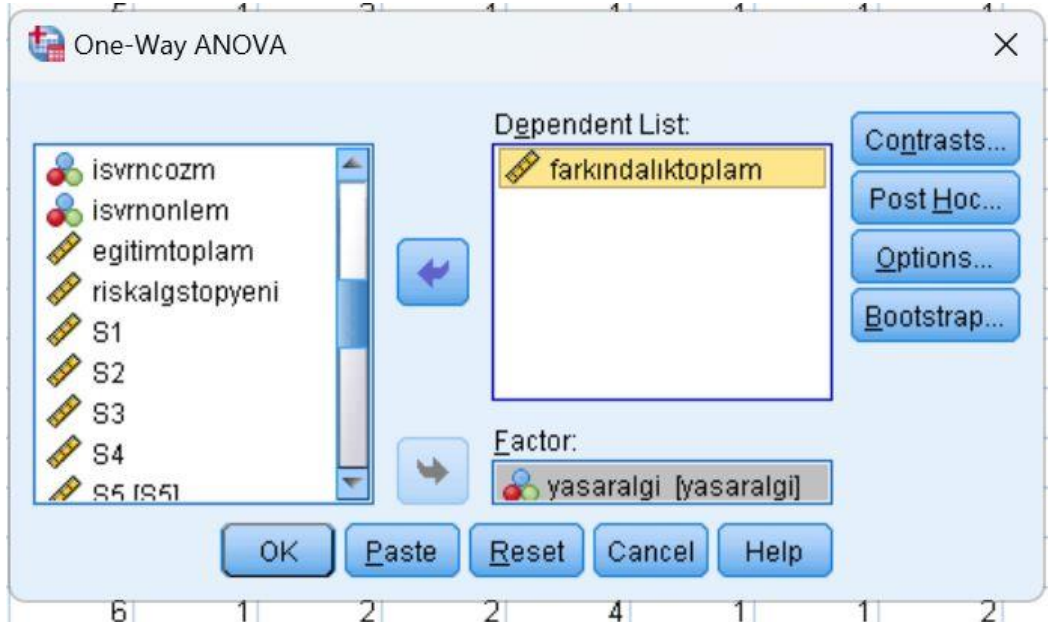 One-Way ANOVA
isvrncozm
isvrnonlem
egitimtoplam
riskalgstopyeni
S1
S2
S3
S4
S5 [S5]
Dependent List:
farkındalıktoplam
Factor:
yasaralgi [yasaralgi]
Contrasts...
Post Hoc...
Options...
Bootstrap...
OK Paste Reset Cancel Help
6 1 2 2 4 1 1 2